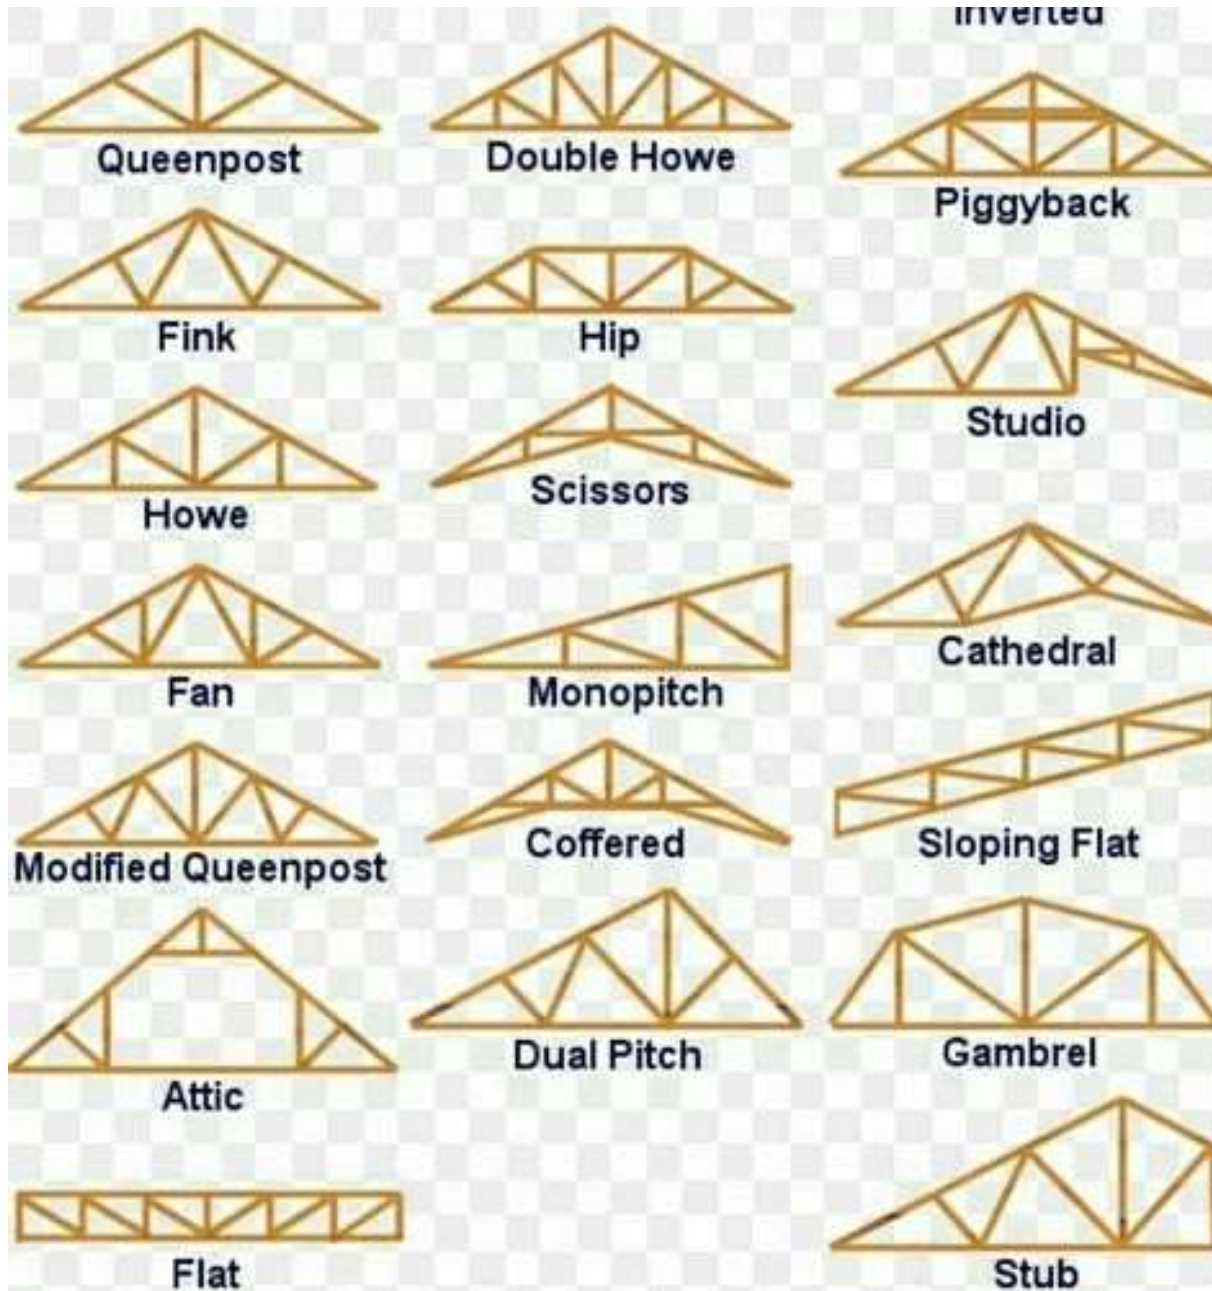 Inverted
Queenpost
Double Howe
Piggyback
Fink
Hip
Studio
Howe
Scissors
Fan
Monopitch
Cathedral
Modified Queenpost
Coffered
Sloping Flat
Attic
Dual Pitch
Gambrel
Flat
Stub